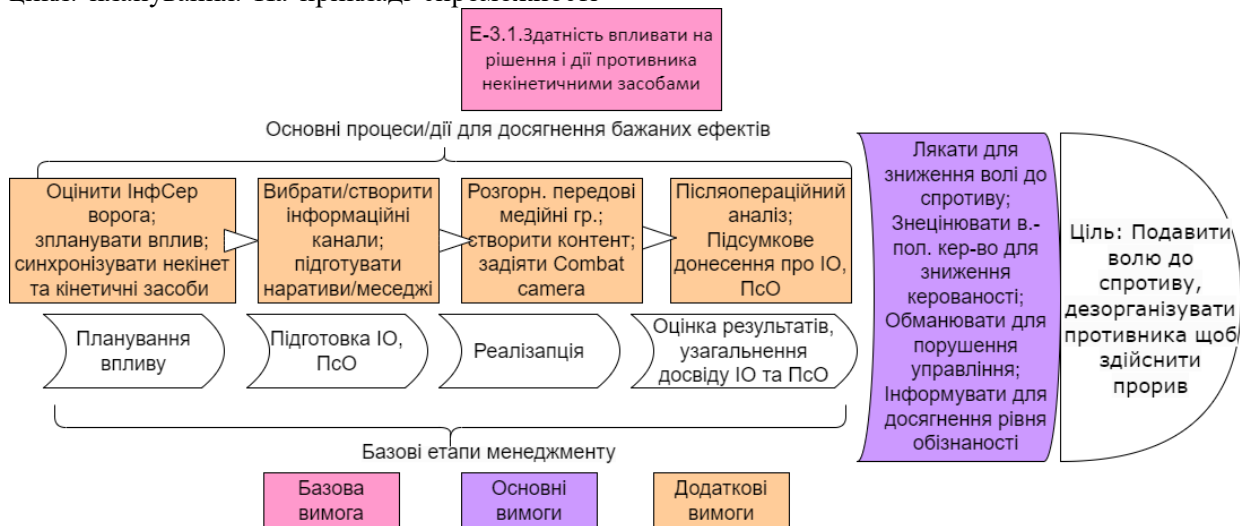 Е-3.1.Здатність впливати на
рішення і дії противника
некінетичними засобами
Основні процеси/дії для досягнення бажаних ефектів
Оцінити ІнфСер
ворога;
зпланувати вплив;
синхронізувати некінет
та кінетичні засоби
Вибрати/створити
інформаційні
канали;
підготувати
наративи/меседжі
Розгорн. передові
медійні гр.;
створити контент;
задіяти Combat
camera
Післяопераційний
аналіз;
Підсумкове
донесення про ІО,
ПсО
Планування
впливу
Підготовка ІО,
ПсО
Реалізапція
Оцінка результатів,
узагальнення
досвіду ІО та ПсО
Базові етапи менеджменту
Лякати для
зниження волі до
спротиву;
Знецінювати в.-
пол. кер-во для
зниження
керованості;
Обманювати для
порушення
управління;
Інформувати для
досягнення рівня
обізнаності
Ціль: Подавити
волю до
спротиву,
дезорганізувати
противника щоб
здійснити
прорив
Базова
вимога
Основні
вимоги
Додаткові
вимоги